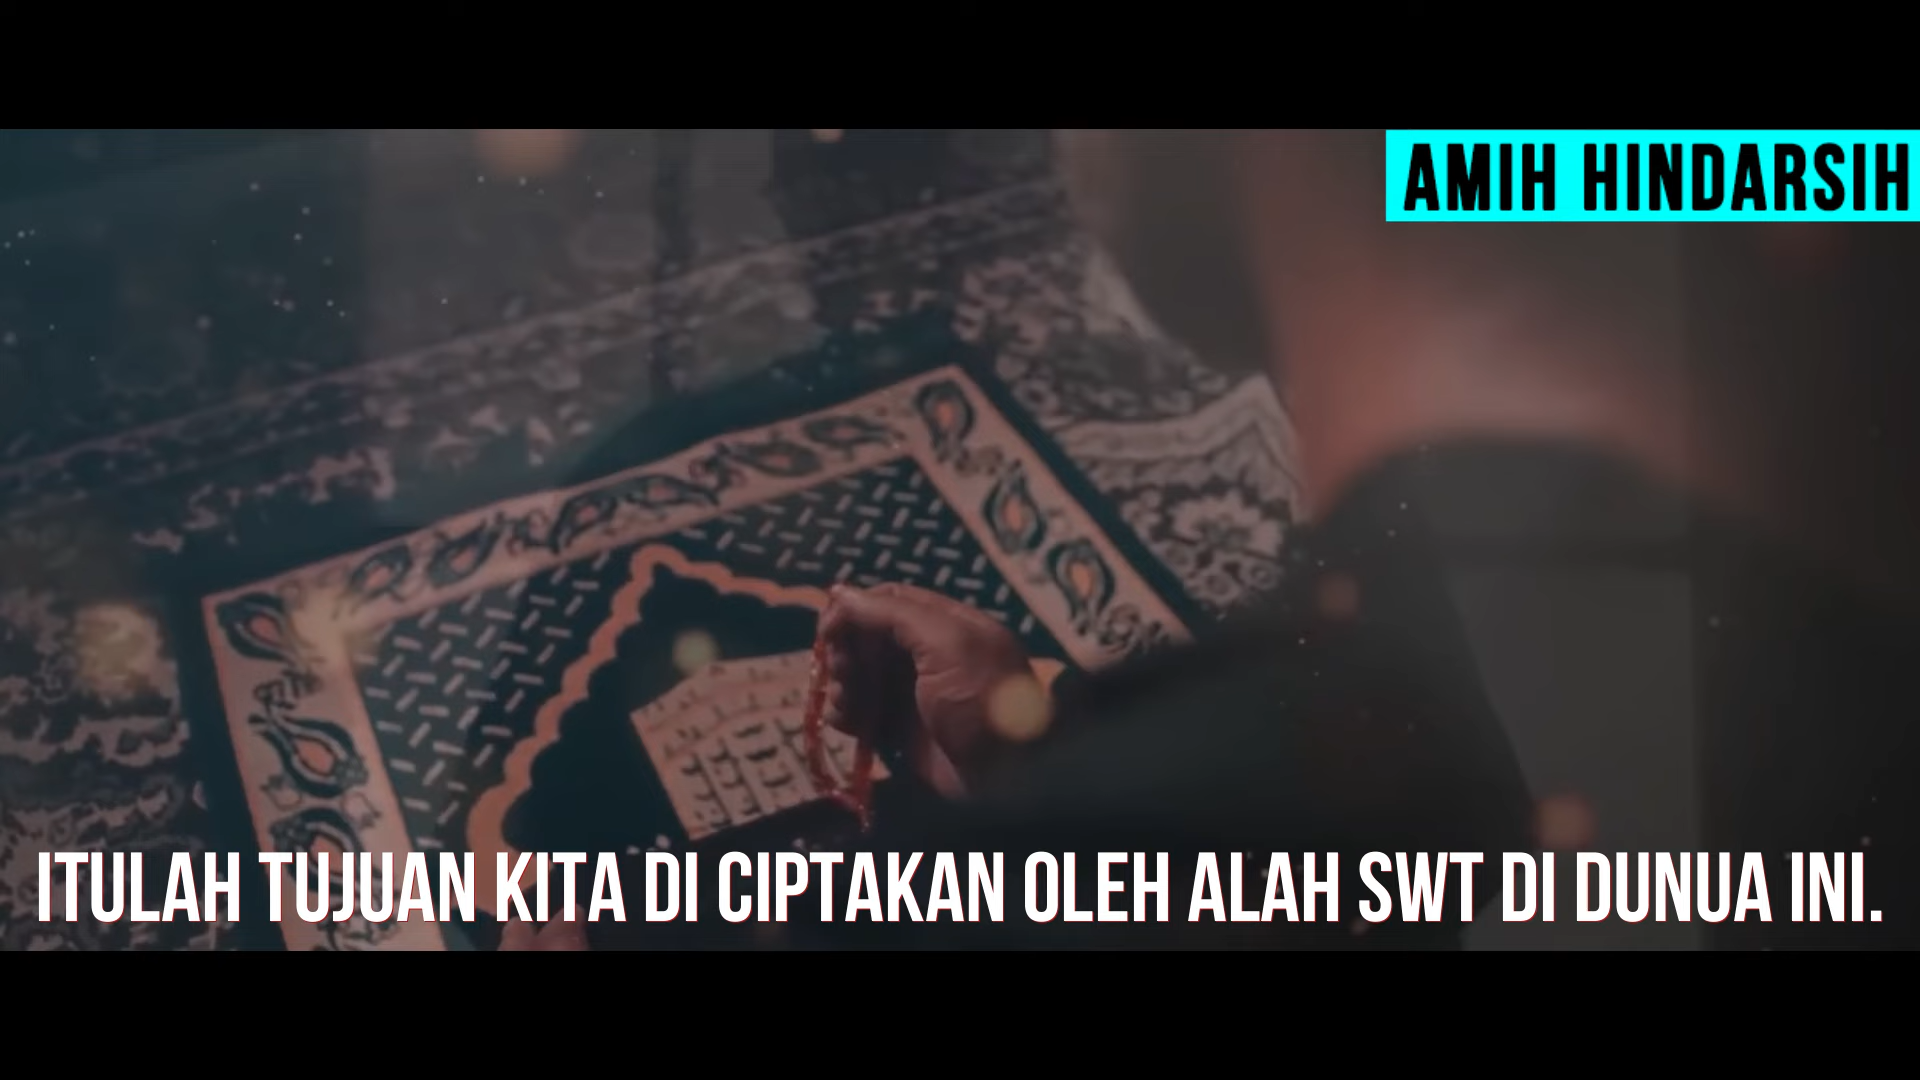 AMIH HINDARSIH
ITULAH TUJUAN KITA DI CIPTAKAN OLEH ALAH SWT DI DUNUA INI.